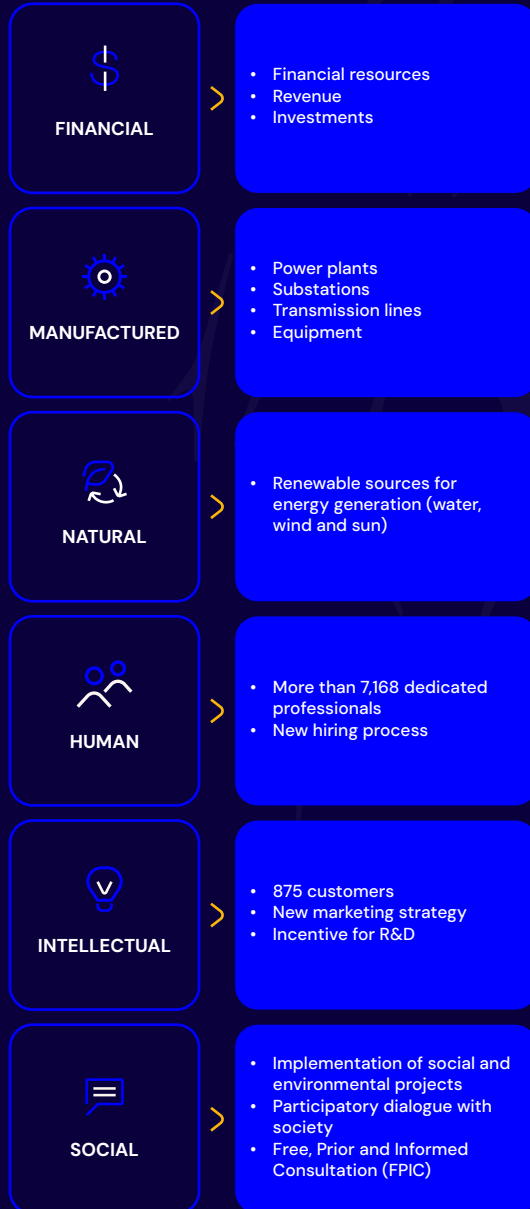 FINANCIAL
• Financial resources
• Revenue
• Investments
MANUFACTURED
• Power plants
• Substations
• Transmission lines
• Equipment
NATURAL
• Renewable sources for
energy generation (water,
wind and sun)
HUMAN
• More than 7,168 dedicated
professionals
• New hiring process
INTELLECTUAL
• 875 customers
• New marketing strategy
• Incentive for R&D
SOCIAL
• Implementation of social and
environmental projects
• Participatory dialogue with
society
• Free, Prior and Informed
Consultation (FPIC)